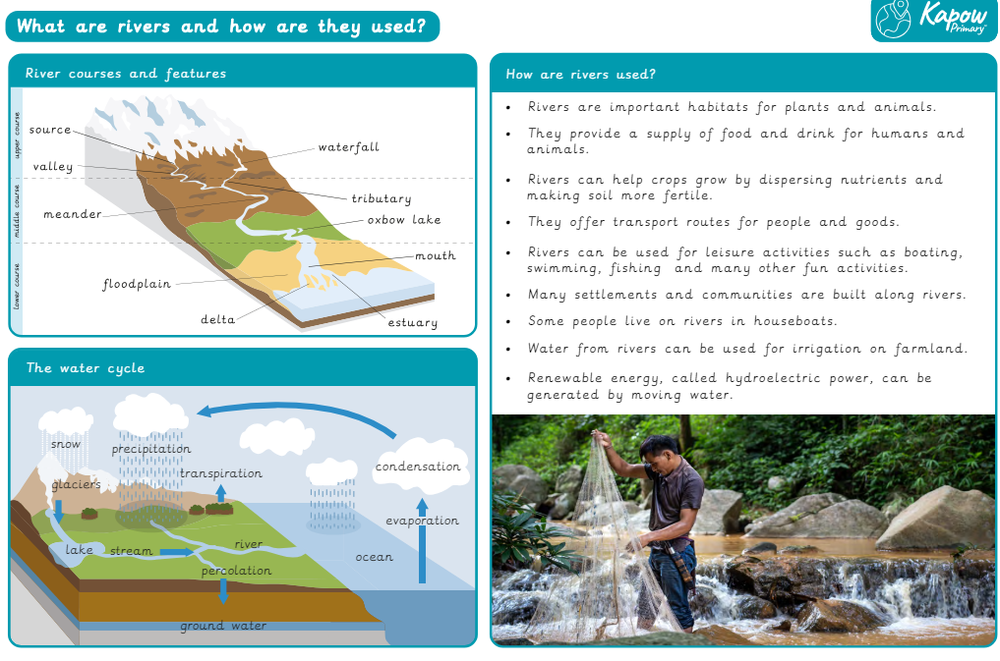 What are rivers and how are they used?
Kapow
Primary™
River courses and features
upper course
middle course
lower course
source
valley
meander
floodplain
delta
waterfall
tributary
oxbow lake
mouth
estuary
The water cycle
snow
precipitation
glaciers
transpiration
condensation
evaporation
lake
stream
river
ocean
percolation
ground water
How are rivers used?
• Rivers are important habitats for plants and animals.
• They provide a supply of food and drink for humans and
animals.
• Rivers can help crops grow by dispersing nutrients and
making soil more fertile.
• They offer transport routes for people and goods.
• Rivers can be used for leisure activities such as boating,
swimming, fishing and many other fun activities.
• Many settlements and communities are built along rivers.
• Some people live on rivers in houseboats.
• Water from rivers can be used for irrigation on farmland.
• Renewable energy, called hydroelectric power, can be
generated by moving water.